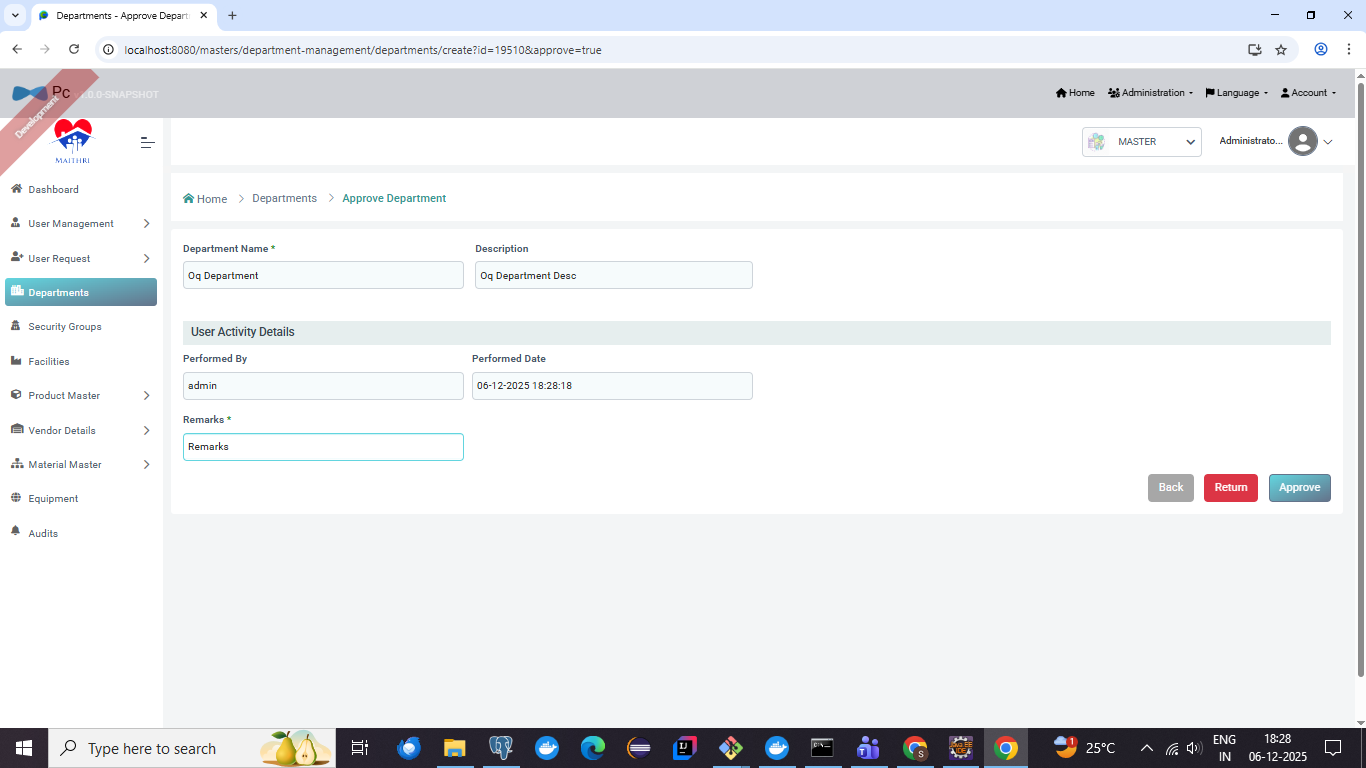 Departments - Approve Depart
localhost:8080/masters/department-management/departments/create?id=19510&approve=true
Pc v1.0.0-SNAPSHOT
Development
Home
Administration
Language
Account
MAITHRI
MASTER
Administrato...
Dashboard
User Management
User Request
Departments
Security Groups
Facilities
Product Master
Vendor Details
Material Master
Equipment
Audits
Home
Departments
Approve Department
Department Name *
Description
Oq Department
Oq Department Desc
User Activity Details
Performed By
Performed Date
admin
06-12-2025 18:28:18
Remarks *
Remarks
Back
Return
Approve
Type here to search
1
25°C
ENG
IN
18:28
06-12-2025